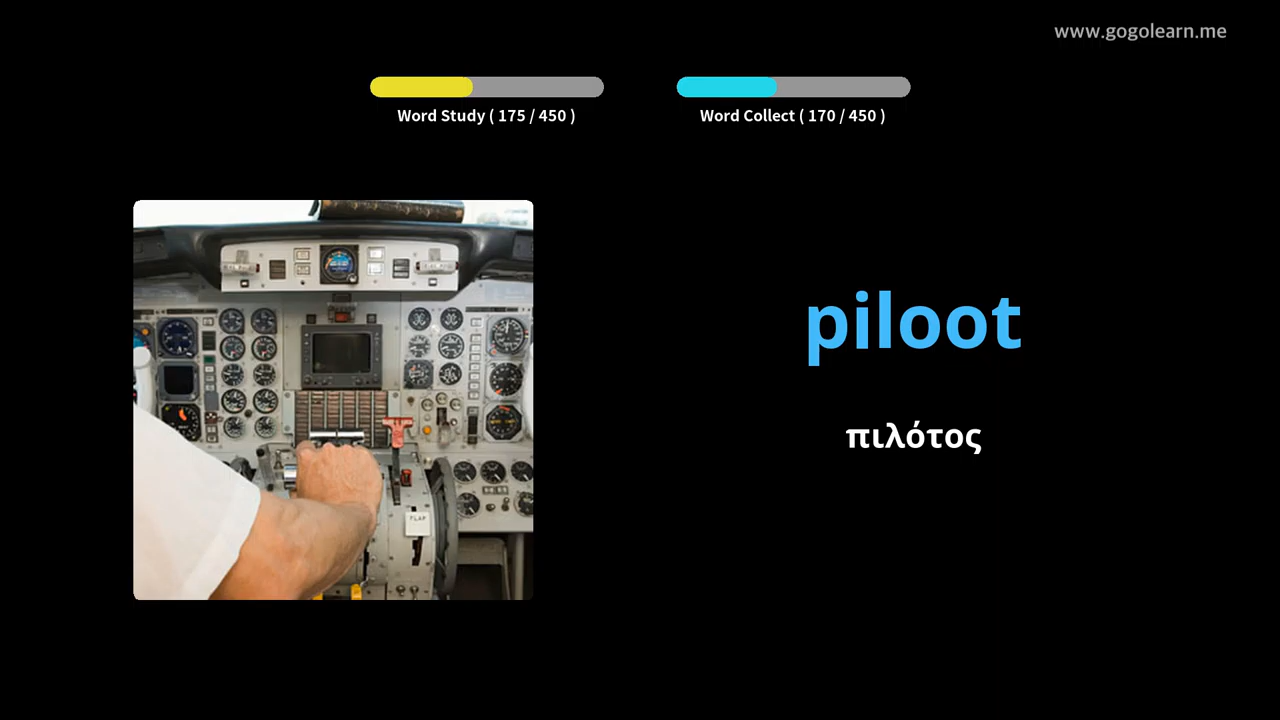 www.gogolearn.me
Word Study ( 175 / 450 )
Word Collect ( 170 / 450 )
piloot
πιλότος
FLAP